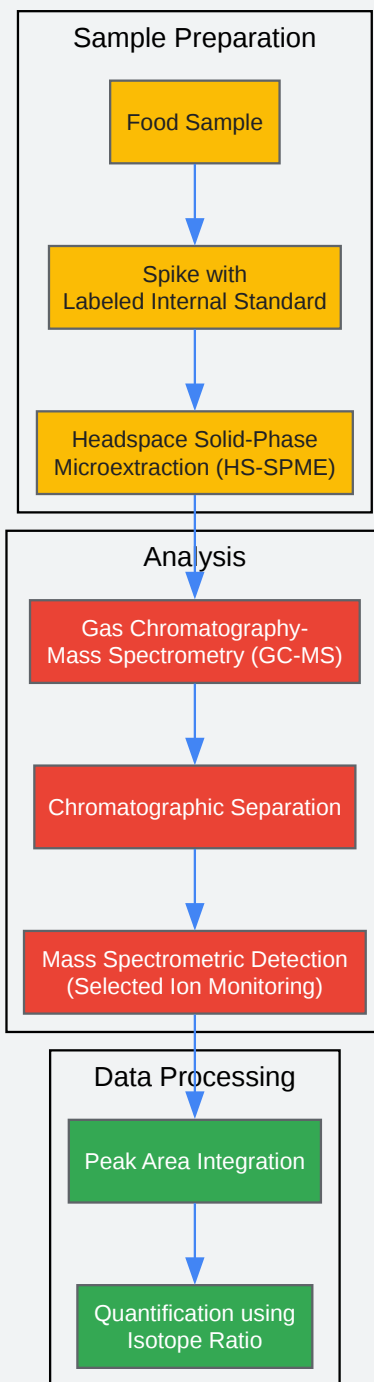 Sample Preparation
Food Sample
Spike with
Labeled Internal Standard
Headspace Solid-Phase
Microextraction (HS-SPME)
Analysis
Gas Chromatography-
Mass Spectrometry (GC-MS)
Chromatographic Separation
Mass Spectrometric Detection
(Selected Ion Monitoring)
Data Processing
Peak Area Integration
Quantification using
Isotope Ratio